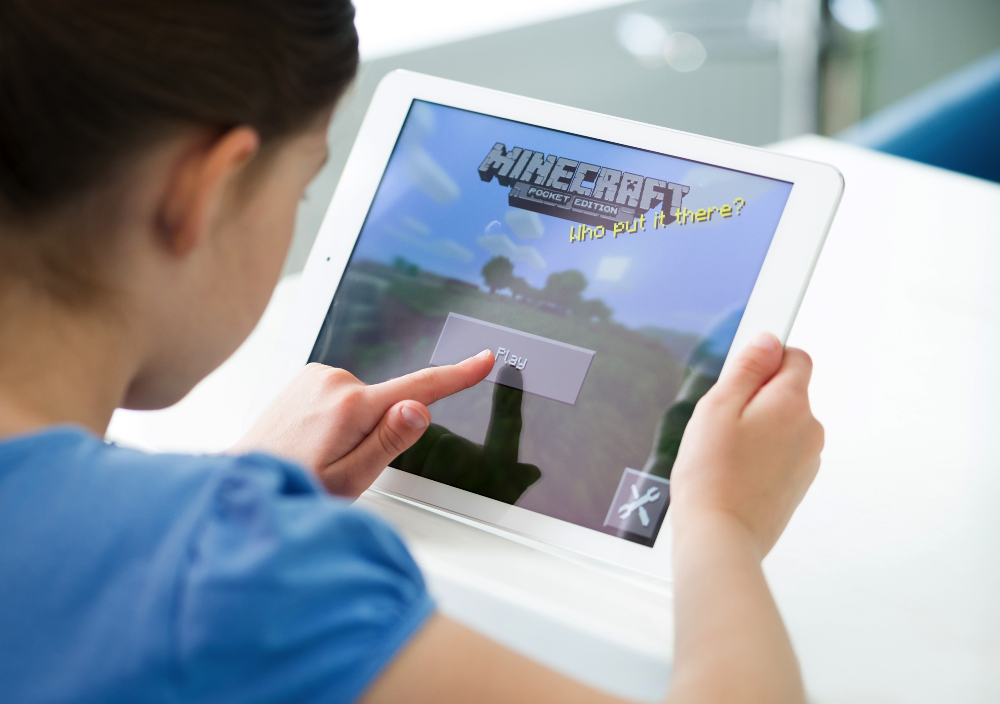 MINECRAFT
POCKET EDITION
Who put it there?
Play